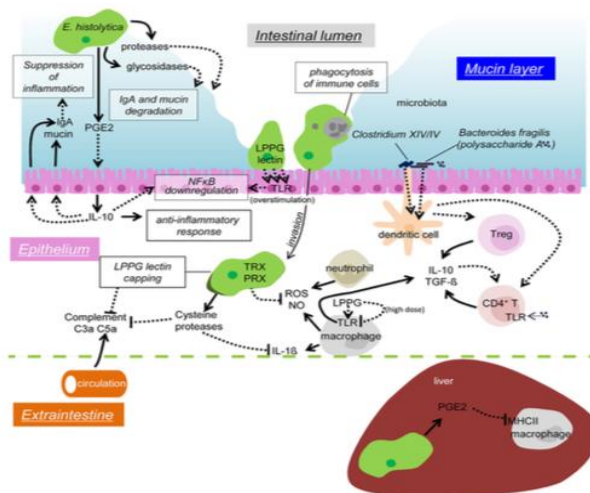 E. histolytica
Intestinal lumen
proteases
glycosidases
Suppression
of
inflammation
phagocytosis
of immune cells
Mucin layer
IgA and mucin
degradation
microbiota
IgA
mucin
PGE2
LPPG
lectin
Clostridium XIV/IV
Bacteroides fragilis
(polysaccharide A)
NFκB
downregulation
TLR
(overstimulation)
IL-10
anti-inflammatory
response
invasion
dendritic cell
Treg
Epithelium
LPPG lectin
capping
TRX
PRX
neutrophil
IL-10
TGF-ß
ROS
NO
LPPG
(high dose)
CD4⁺ T
TLR
Complement
C3a C5a
Cysteine
proteases
TLR
macrophage
IL-1ß
circulation
Extraintestine
liver
PGE2
MHCII
macrophage